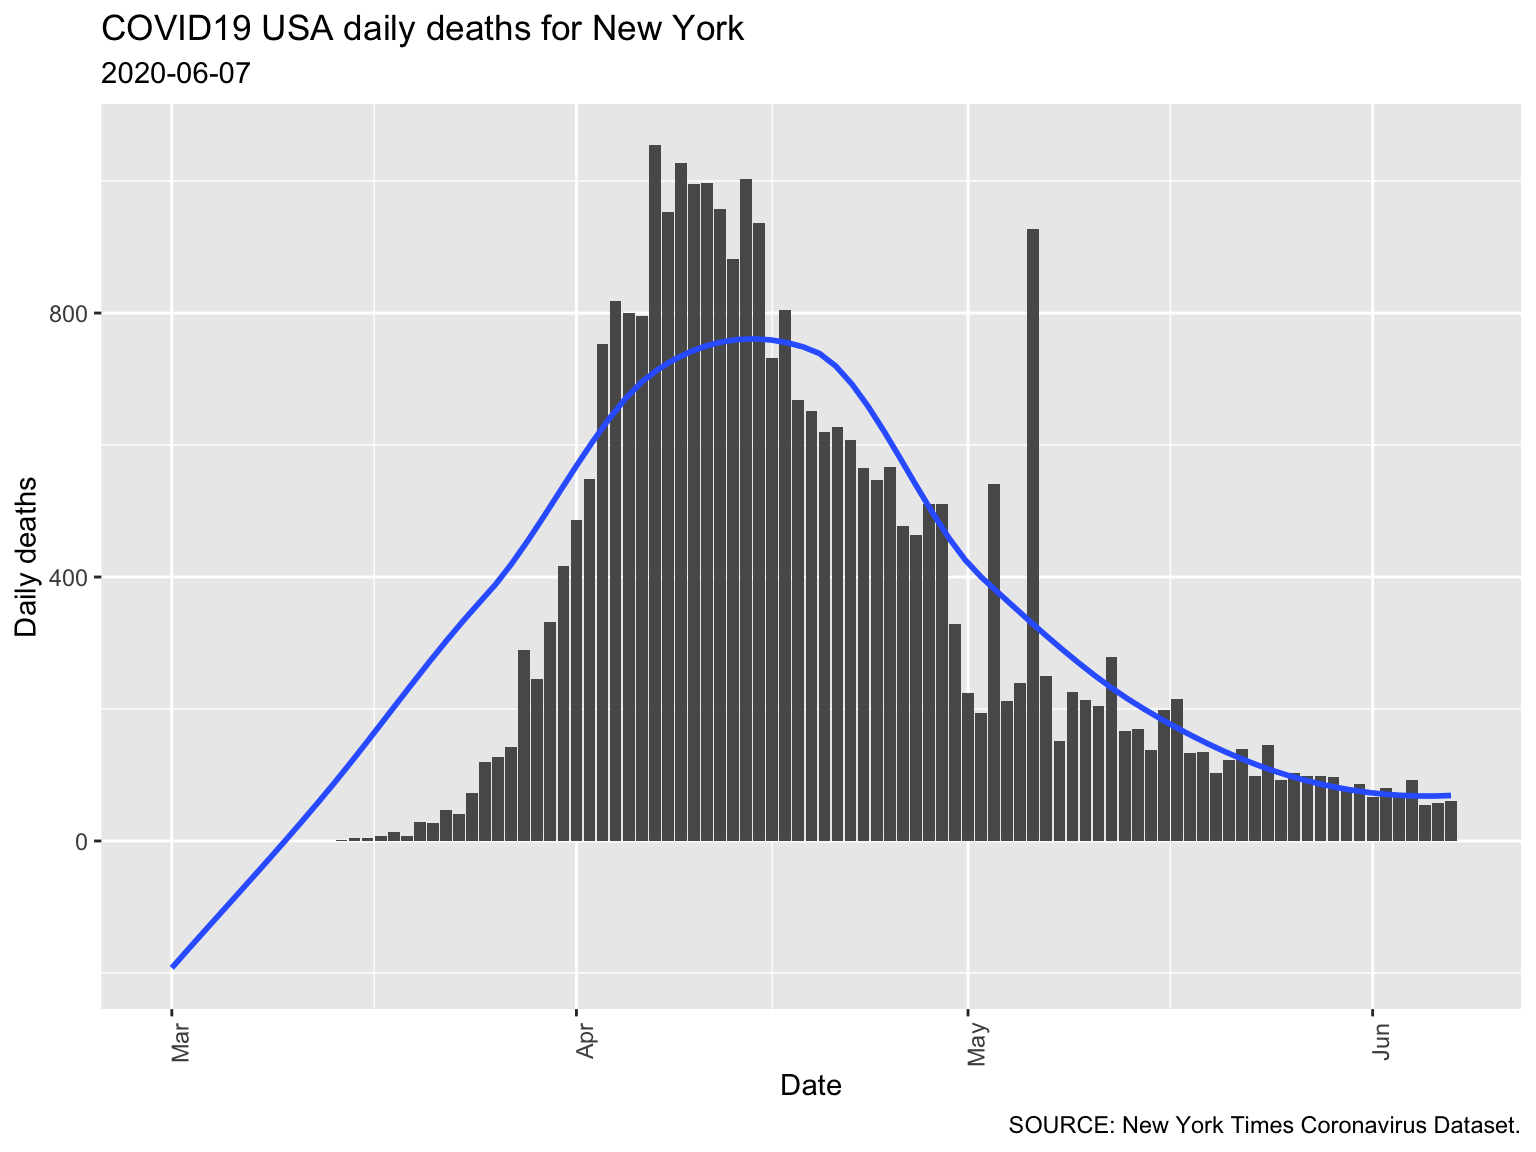 COVID19 USA daily deaths for New York
2020-06-07
Daily deaths
800
400
0
Mar
Apr
May
Jun
Date
SOURCE: New York Times Coronavirus Dataset.